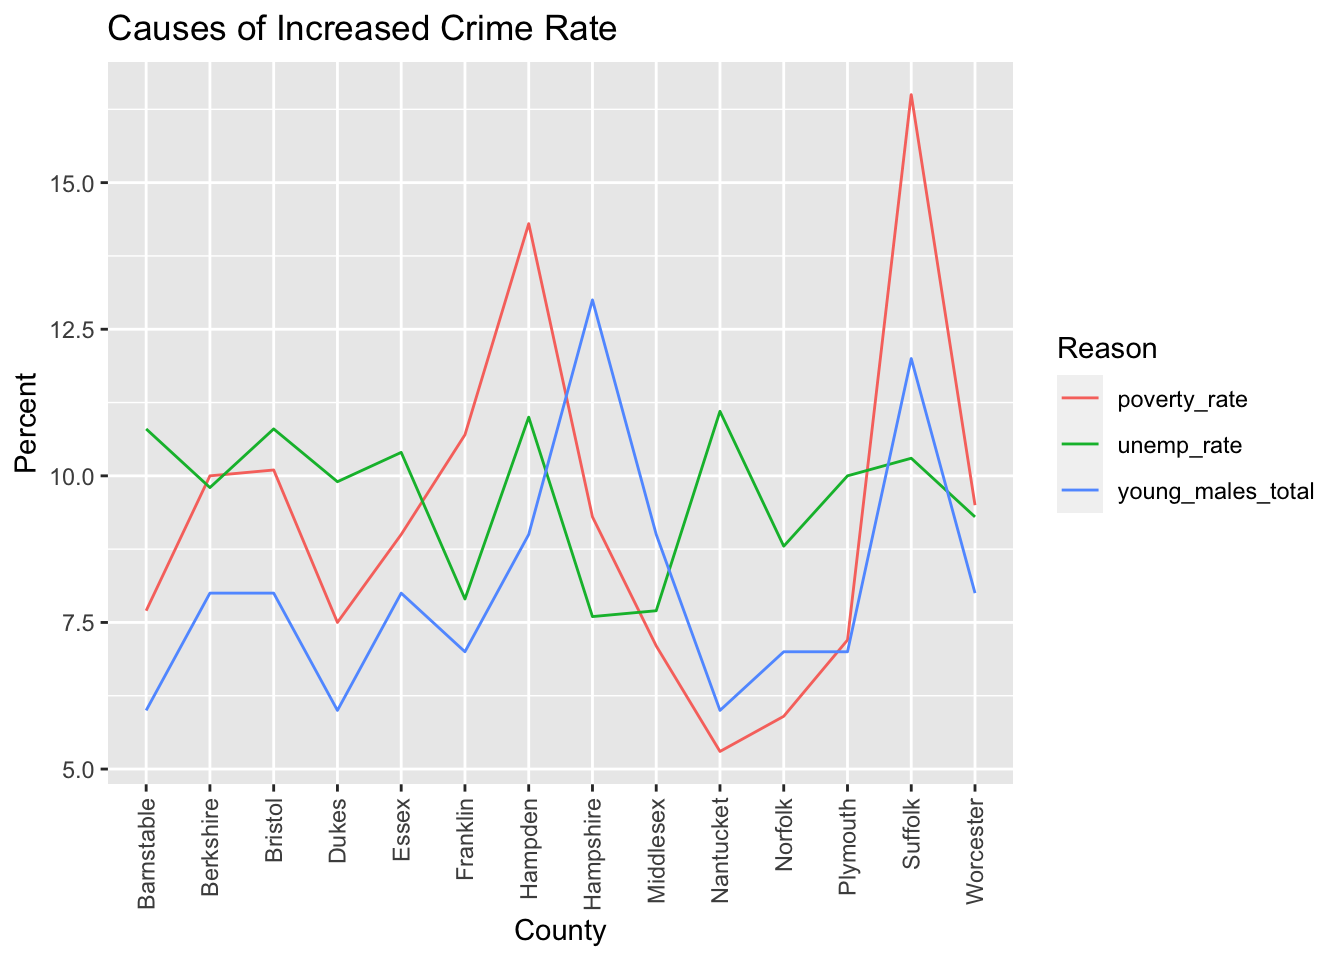 Causes of Increased Crime Rate
Percent
15.0
12.5
10.0
7.5
5.0
Barnstable
Berkshire
Bristol
Dukes
Essex
Franklin
Hampden
Hampshire
Middlesex
Nantucket
Norfolk
Plymouth
Suffolk
Worcester
County
Reason
poverty_rate
unemp_rate
young_males_total